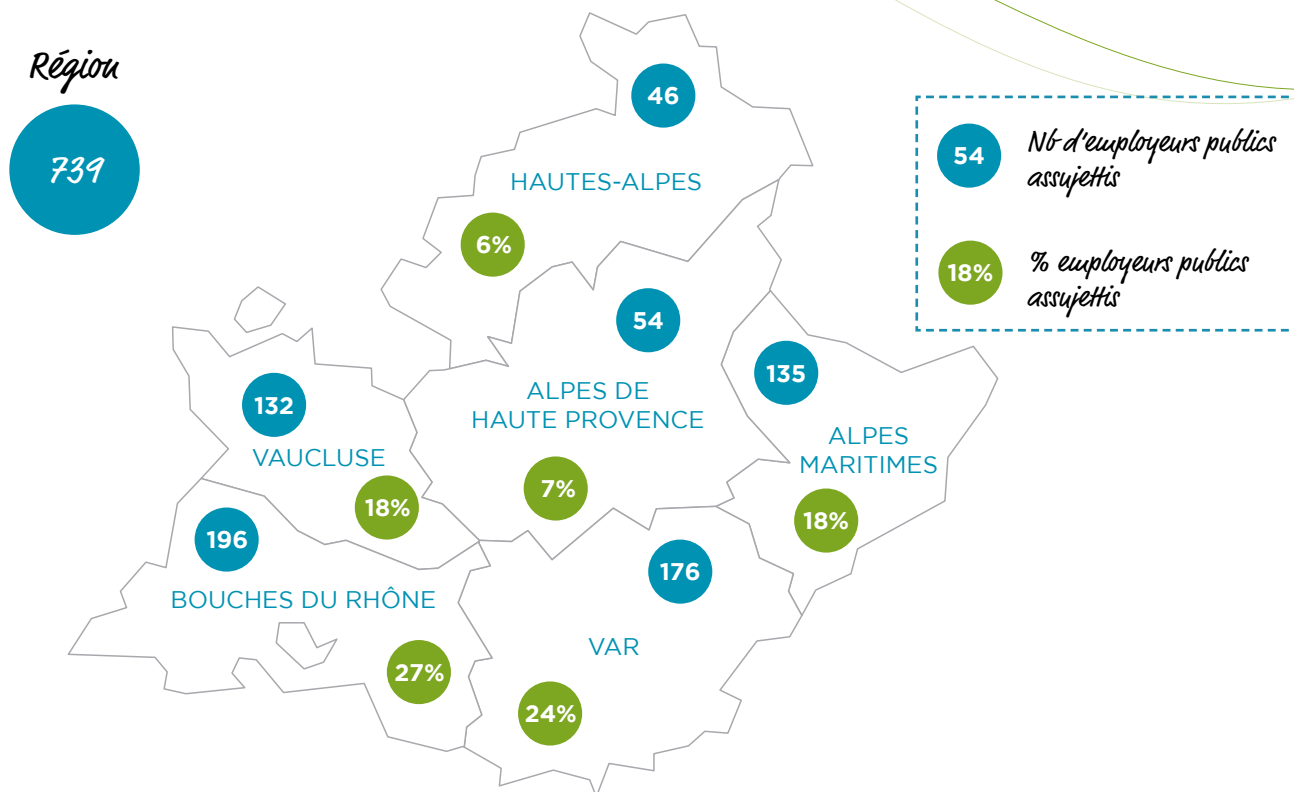 Région
739
54
Nb d'employeurs publics
assujettis
18%
% employeurs publics
assujettis
46
HAUTES-ALPES
6%
54
ALPES DE
HAUTE PROVENCE
7%
135
ALPES
MARITIMES
18%
132
VAUCLUSE
18%
196
BOUCHES DU RHÔNE
27%
176
VAR
24%